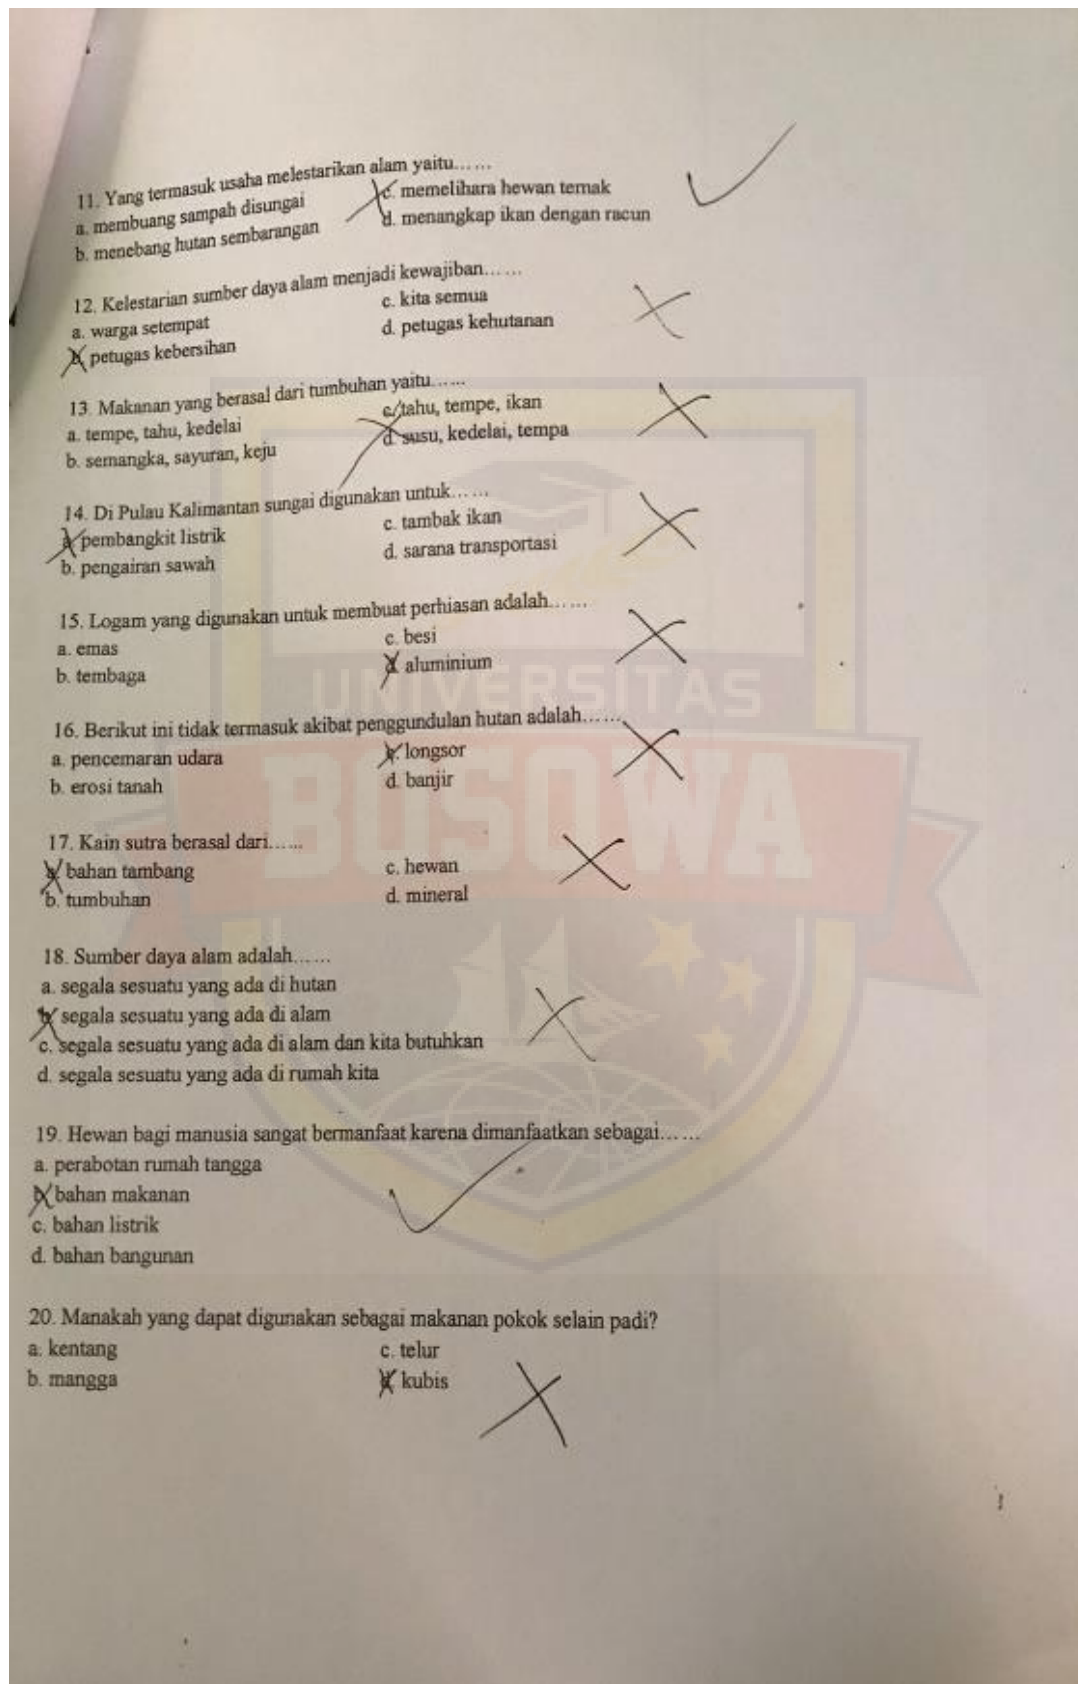 11. Yang termasuk usaha melestarikan alam yaitu……
a. membuang sampah disungai
c. memelihara hewan ternak
b. menebang hutan sembarangan
d. menangkap ikan dengan racun
12. Kelestarian sumber daya alam menjadi kewajiban……
a. warga setempat
c. kita semua
b. petugas kebersihan
d. petugas kehutanan
13. Makanan yang berasal dari tumbuhan yaitu……
a. tempe, tahu, kedelai
c. tahu, tempe, ikan
b. semangka, sayuran, keju
d. susu, kedelai, tempa
14. Di Pulau Kalimantan sungai digunakan untuk……
a. pembangkit listrik
c. tambak ikan
b. pengairan sawah
d. sarana transportasi
15. Logam yang digunakan untuk membuat perhiasan adalah……
a. emas
c. besi
b. tembaga
d. aluminium
16. Berikut ini tidak termasuk akibat penggundulan hutan adalah……
a. pencemaran udara
c. longsor
b. erosi tanah
d. banjir
17. Kain sutra berasal dari……
a. bahan tambang
c. hewan
b. tumbuhan
d. mineral
18. Sumber daya alam adalah……
a. segala sesuatu yang ada di hutan
b. segala sesuatu yang ada di alam
c. segala sesuatu yang ada di alam dan kita butuhkan
d. segala sesuatu yang ada di rumah kita
19. Hewan bagi manusia sangat bermanfaat karena dimanfaatkan sebagai……
a. perabotan rumah tangga
b. bahan makanan
c. bahan listrik
d. bahan bangunan
20. Manakah yang dapat digunakan sebagai makanan pokok selain padi?
a. kentang
c. telur
b. mangga
d. kubis
UNIVERSITAS
BOSOWA